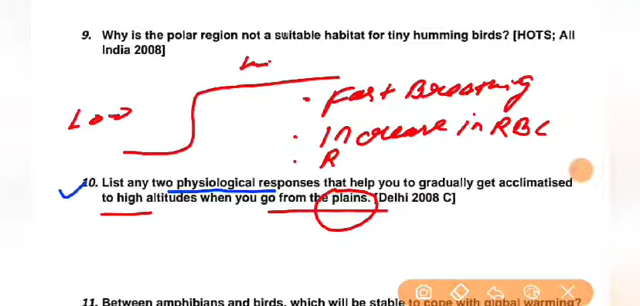 9. Why is the polar region not a suitable habitat for tiny humming birds? [HOTS; All
India 2008]
Low
• Fast Breathing
• Increase in RBC
• R
10. List any two physiological responses that help you to gradually get acclimatised
to high altitudes when you go from the plains. [Delhi 2008 C]
11. Between amphibians and birds, which will be stable to cope with global warming?